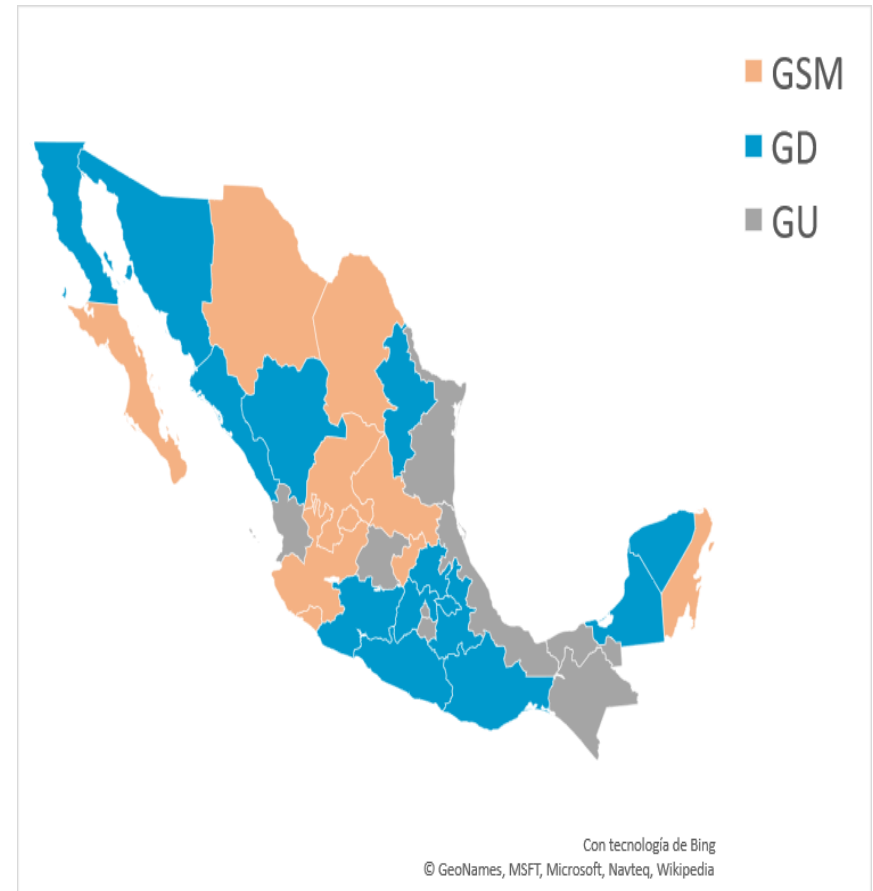 GSM
GD
GU
Con tecnología de Bing
© GeoNames, MSFT, Microsoft, Navteq, Wikipedia